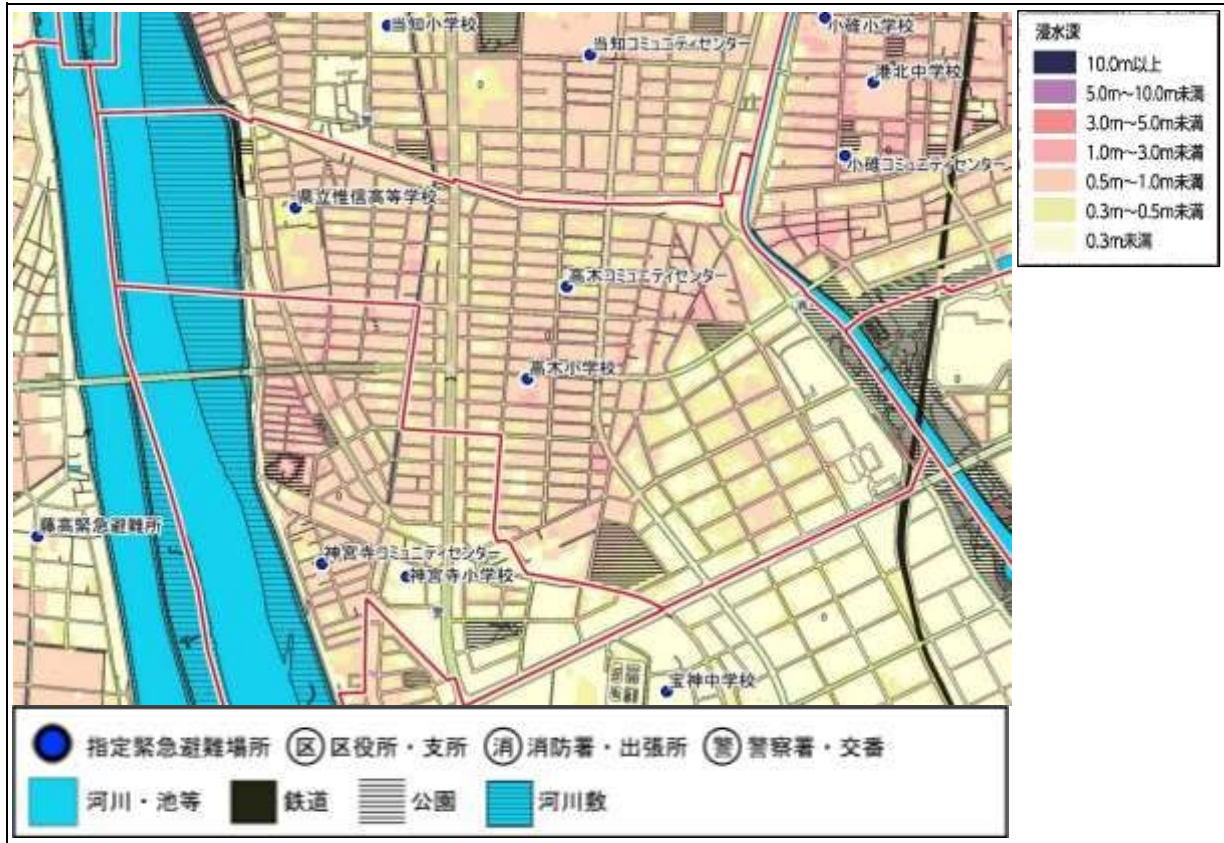 当知小学校
当知コミュニティセンター
小碓小学校
港北中学校
小碓コミュニティセンター
県立惟信高等学校
高木コミュニティセンター
高木小学校
藤高緊急避難所
神宮寺コミュニティセンター
神宮寺小学校
宝神中学校
浸水深
10.0m以上
5.0m～10.0m未満
3.0m～5.0m未満
1.0m～3.0m未満
0.5m～1.0m未満
0.3m～0.5m未満
0.3m未満
指定緊急避難場所 区 区役所・支所 消 消防署・出張所 警 警察署・交番
河川・池等 鉄道 公園 河川敷